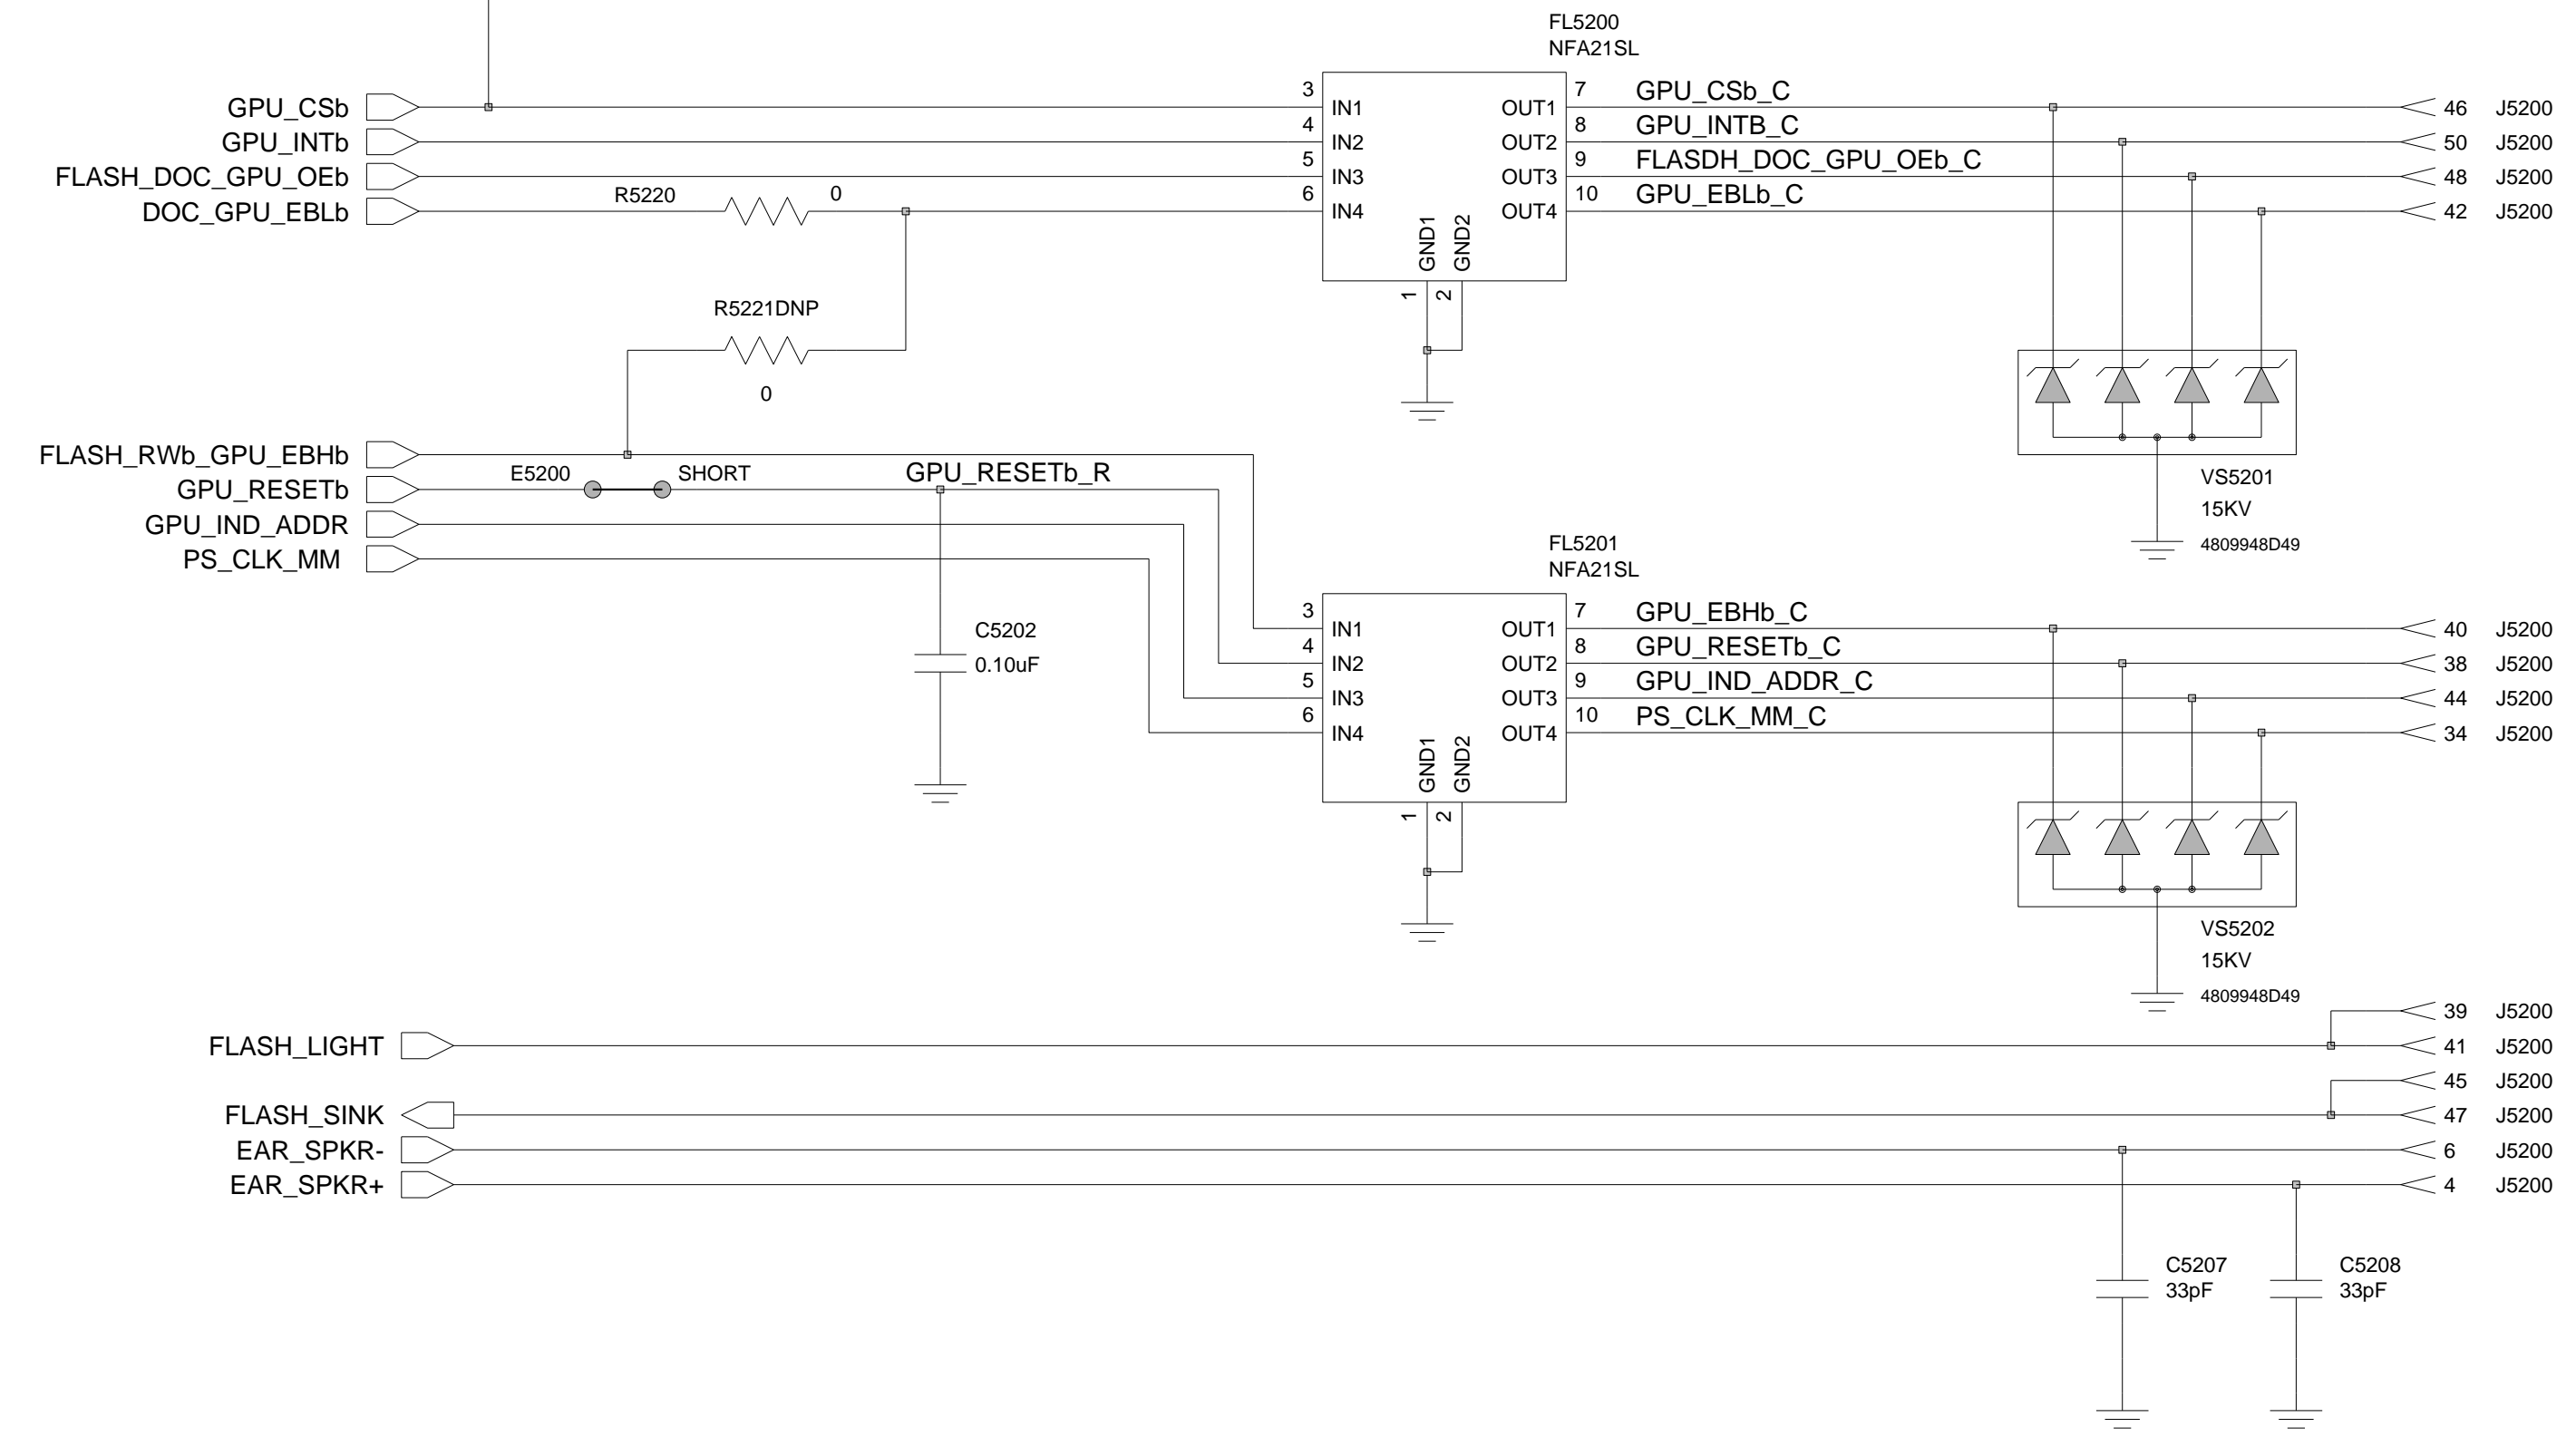 FL5200
NFA21SL
GPU_CSb 3 IN1 OUT1 7 GPU_CSb_C 46 J5200
GPU_INTb 4 IN2 OUT2 8 GPU_INTB_C 50 J5200
FLASH_DOC_GPU_OEb 5 IN3 OUT3 9 FLASDH_DOC_GPU_OEb_C 48 J5200
DOC_GPU_EBLb R5220 0 6 IN4 OUT4 10 GPU_EBLb_C 42 J5200
GND1 GND2
1 2
R5221DNP
0
VS5201
15KV
4809948D49
FLASH_RWb_GPU_EBHb
GPU_RESETb E5200 SHORT GPU_RESETb_R
GPU_IND_ADDR
PS_CLK_MM
C5202
0.10uF
FL5201
NFA21SL
3 IN1 OUT1 7 GPU_EBHb_C 40 J5200
4 IN2 OUT2 8 GPU_RESETb_C 38 J5200
5 IN3 OUT3 9 GPU_IND_ADDR_C 44 J5200
6 IN4 OUT4 10 PS_CLK_MM_C 34 J5200
GND1 GND2
1 2
VS5202
15KV
4809948D49
39 J5200
FLASH_LIGHT 41 J5200
45 J5200
FLASH_SINK 47 J5200
EAR_SPKR- 6 J5200
EAR_SPKR+ 4 J5200
C5207 C5208
33pF 33pF